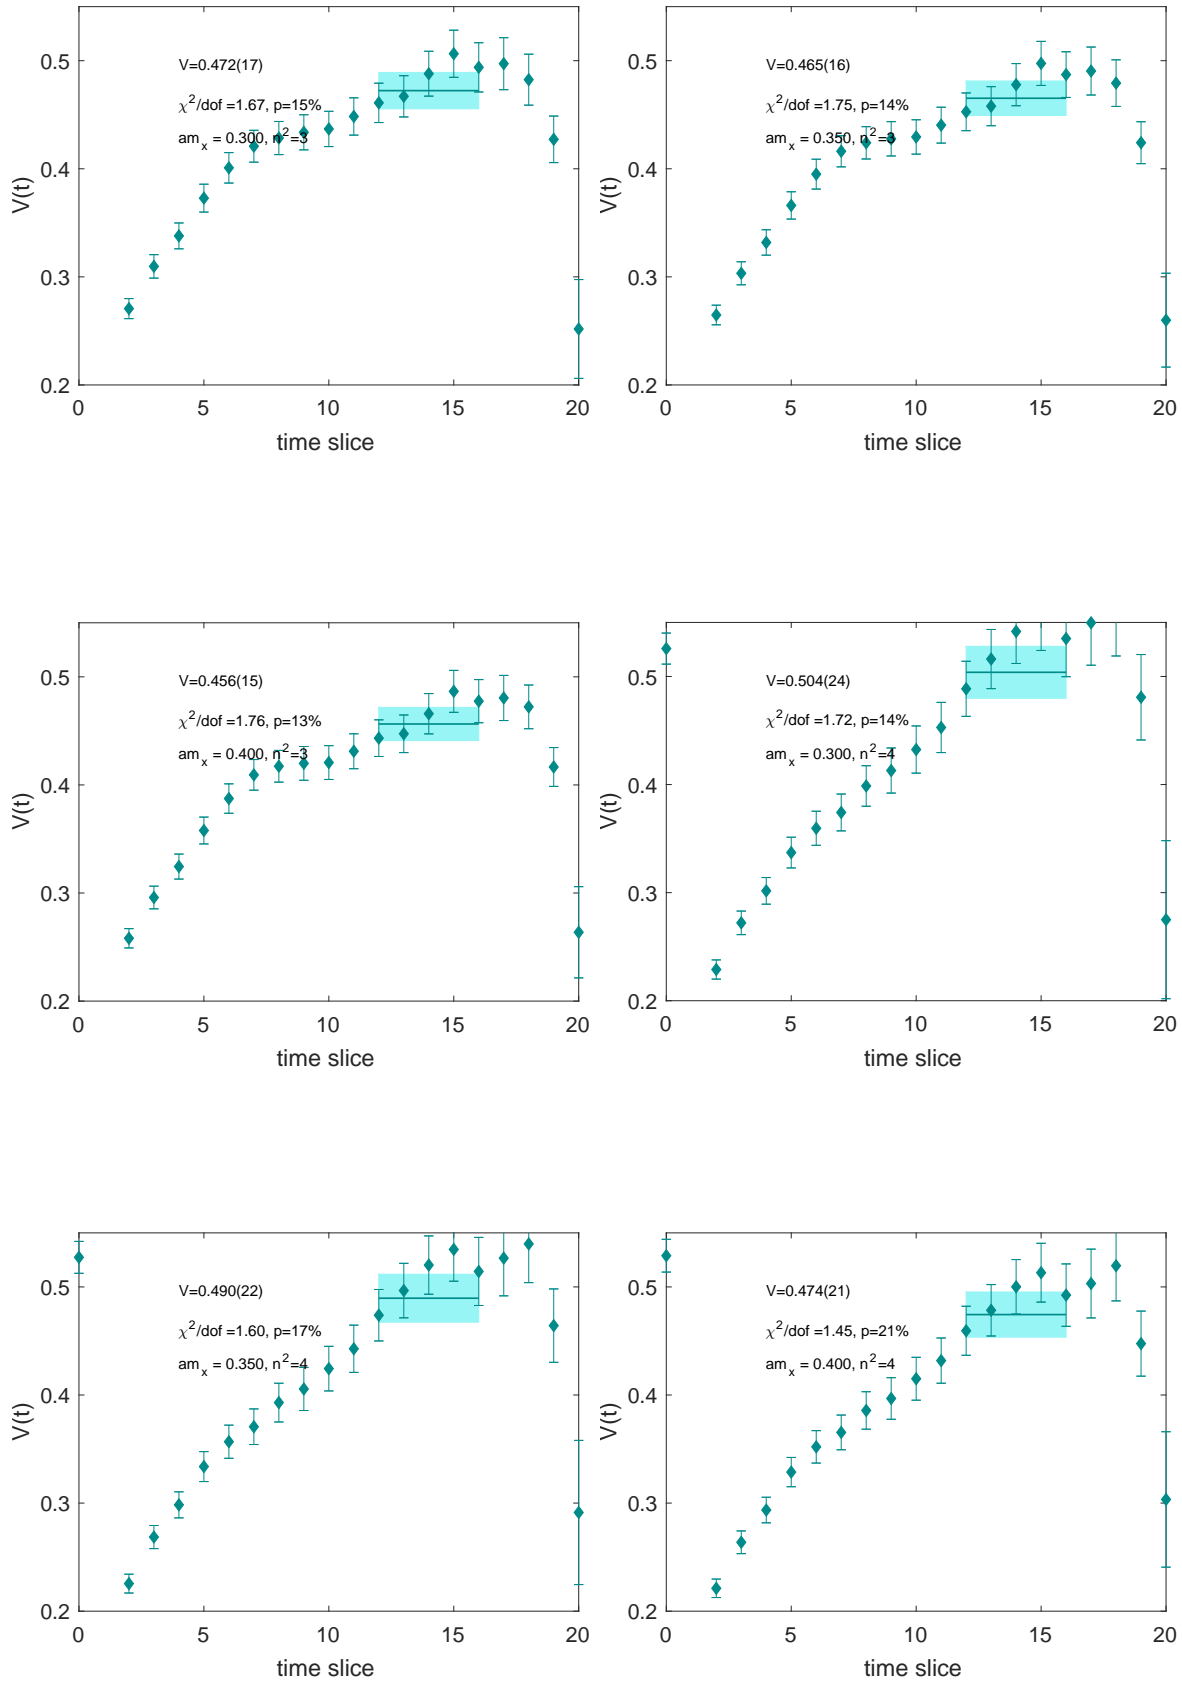 V=0.472(17)
χ²/dof =1.67, p=15%
am_x = 0.300, n²=3
V(t)
0.5
0.4
0.3
0.2
0 5 10 15 20
time slice
V=0.465(16)
χ²/dof =1.75, p=14%
am_x = 0.350, n²=3
V(t)
0.5
0.4
0.3
0.2
0 5 10 15 20
time slice
V=0.456(15)
χ²/dof =1.76, p=13%
am_x = 0.400, n²=3
V(t)
0.5
0.4
0.3
0.2
0 5 10 15 20
time slice
V=0.504(24)
χ²/dof =1.72, p=14%
am_x = 0.300, n²=4
V(t)
0.5
0.4
0.3
0.2
0 5 10 15 20
time slice
V=0.490(22)
χ²/dof =1.60, p=17%
am_x = 0.350, n²=4
V(t)
0.5
0.4
0.3
0.2
0 5 10 15 20
time slice
V=0.474(21)
χ²/dof =1.45, p=21%
am_x = 0.400, n²=4
V(t)
0.5
0.4
0.3
0.2
0 5 10 15 20
time slice